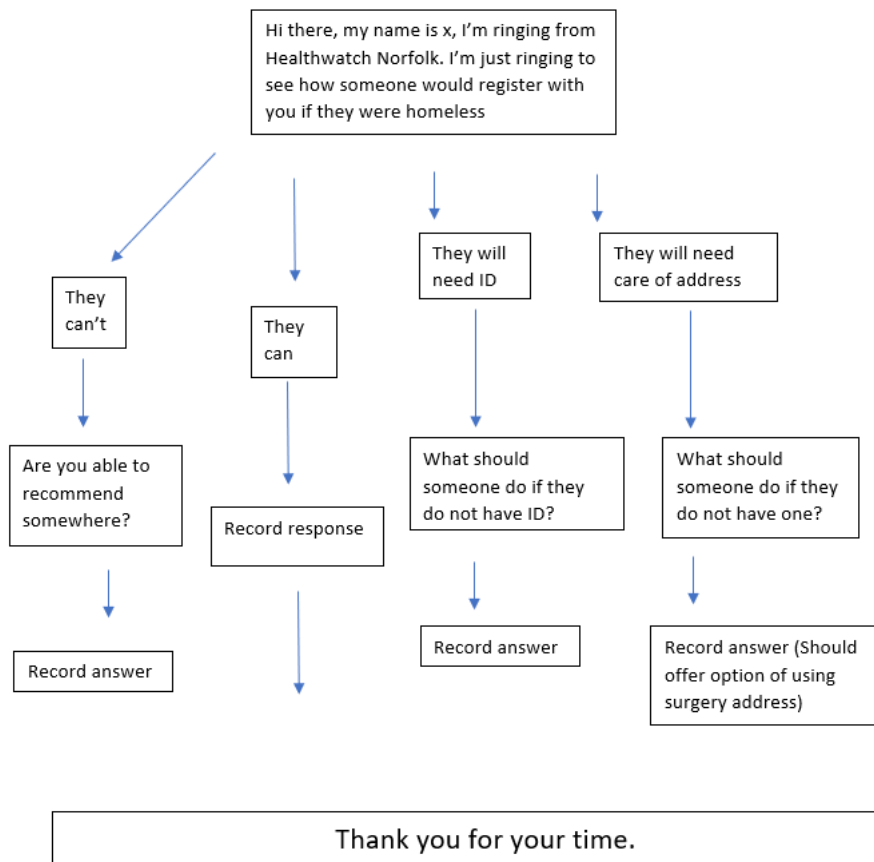 Hi there, my name is x, I'm ringing from
Healthwatch Norfolk. I'm just ringing to
see how someone would register with
you if they were homeless
They
can't
They
can
They will
need ID
They will need
care of address
Are you able to
recommend
somewhere?
Record response
What should
someone do if they
do not have ID?
What should
someone do if they
do not have one?
Record answer
Record answer
Record answer (Should
offer option of using
surgery address)
Thank you for your time.